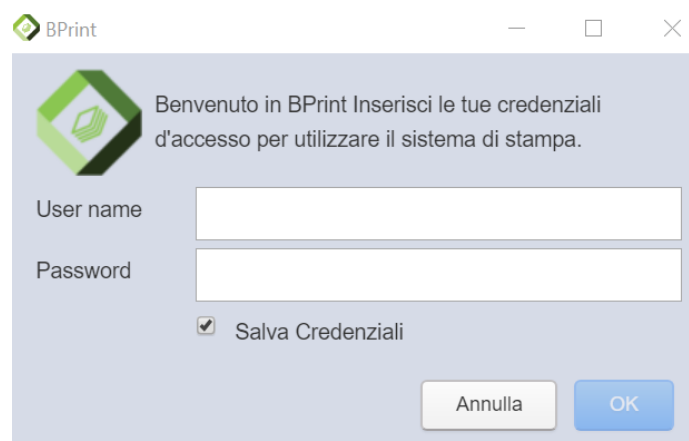 BPrint
Benvenuto in BPrint Inserisci le tue credenziali
d'accesso per utilizzare il sistema di stampa.
User name
Password
Salva Credenziali
Annulla
OK